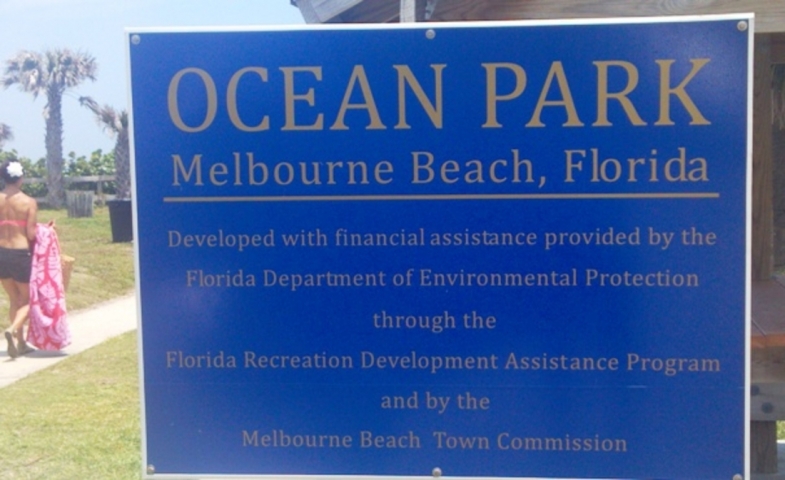 OCEAN PARK
Melbourne Beach, Florida
Developed with financial assistance provided by the
Florida Department of Environmental Protection
through the
Florida Recreation Development Assistance Program
and by the
Melbourne Beach Town Commission